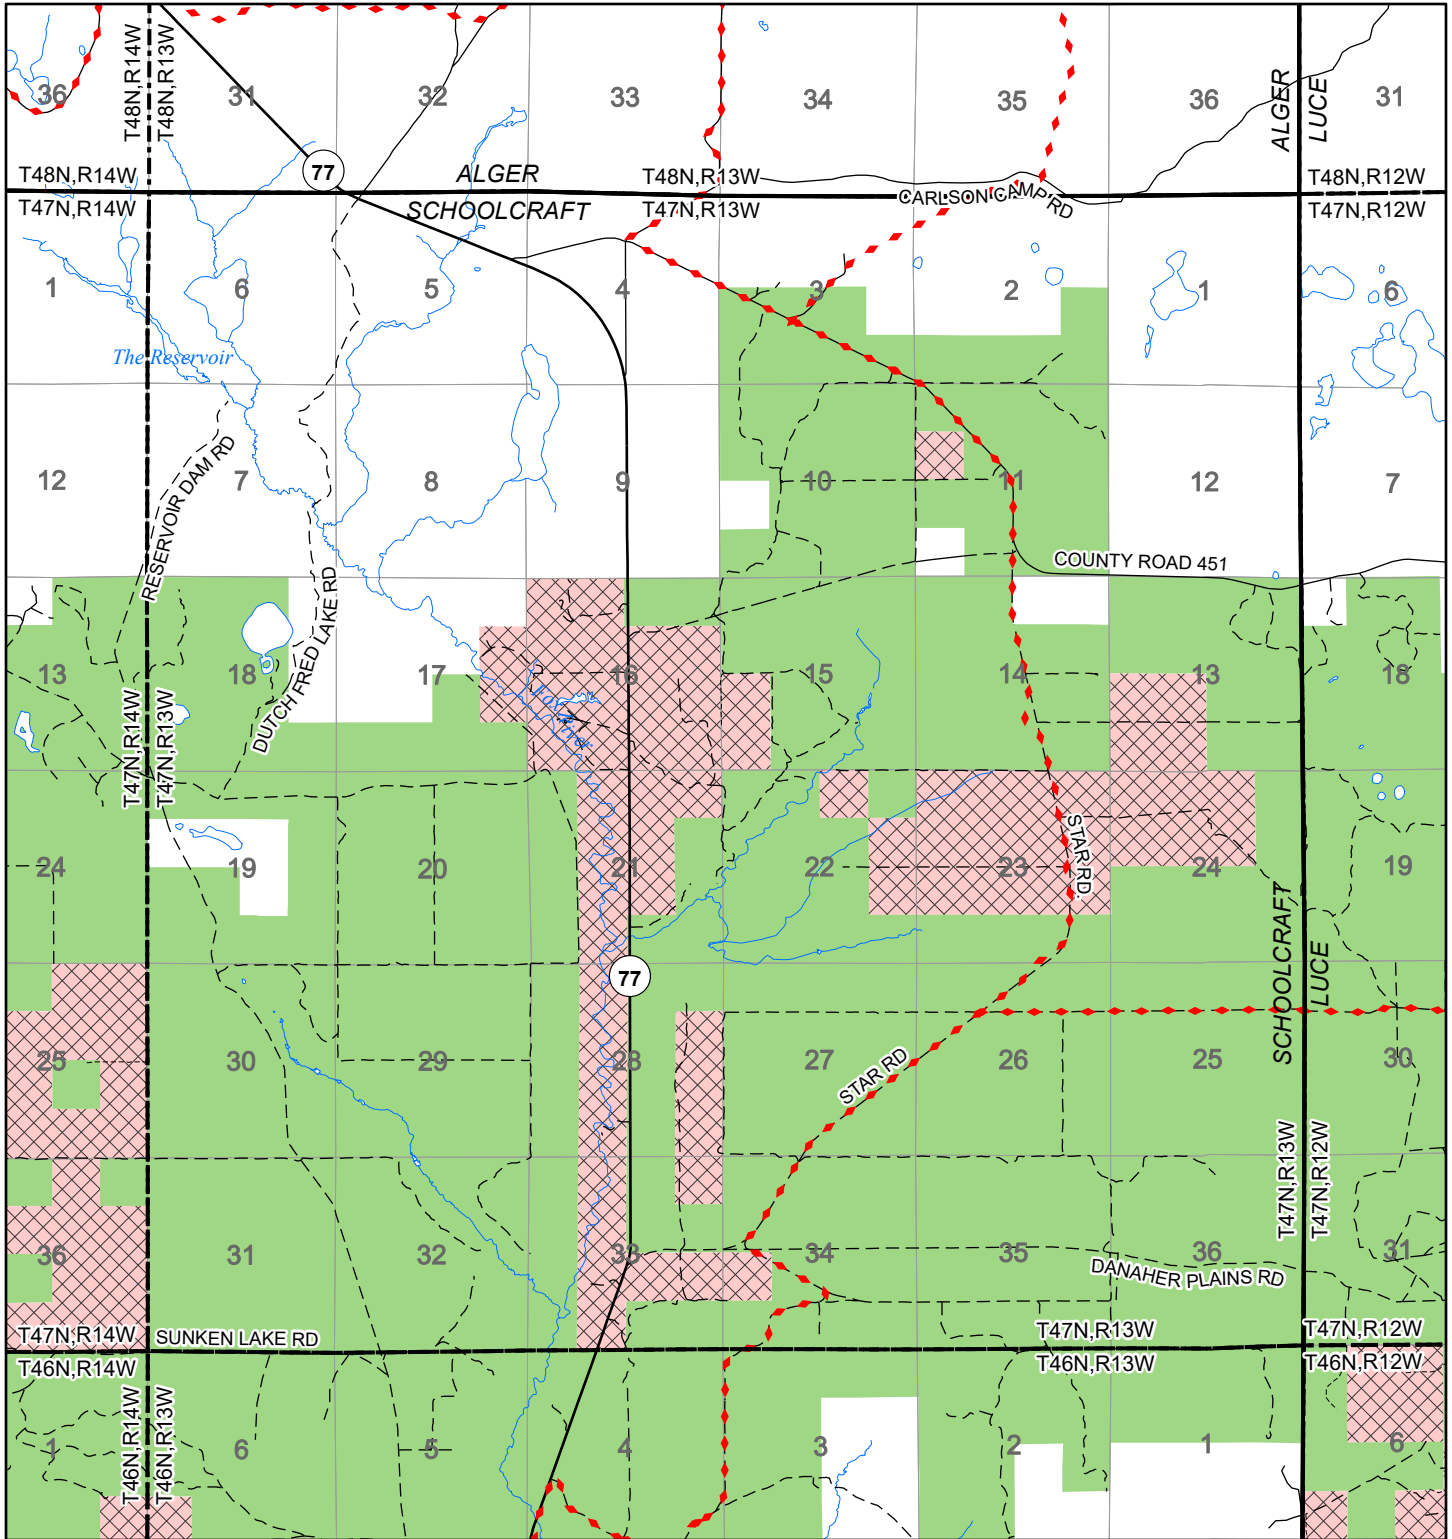 36
T48N,R14W
T48N,R13W
31
32
33
34
35
36
ALGER
LUCE
31
77
T48N,R14W
T47N,R14W
ALGER
SCHOOLCRAFT
T48N,R13W
T47N,R13W
CARLSON CAMP RD
T48N,R12W
T47N,R12W
1
6
5
4
3
2
1
6
The Reservoir
12
7
8
9
10
11
12
7
RESERVOIR DAM RD
COUNTY ROAD 451
DUTCH FRED LAKE RD
13
18
17
16
15
14
13
18
Fox River
T47N,R14W
T47N,R13W
STAR RD.
24
19
20
21
22
23
24
19
SCHOOLCRAFT
LUCE
77
25
30
29
28
27
26
25
30
STAR RD
T47N,R13W
T47N,R12W
36
31
32
33
34
35
36
31
DANAHER PLAINS RD
T47N,R14W
T46N,R14W
SUNKEN LAKE RD
T47N,R13W
T46N,R13W
T47N,R12W
T46N,R12W
1
T46N,R14W
T46N,R13W
6
5
4
3
2
1
6